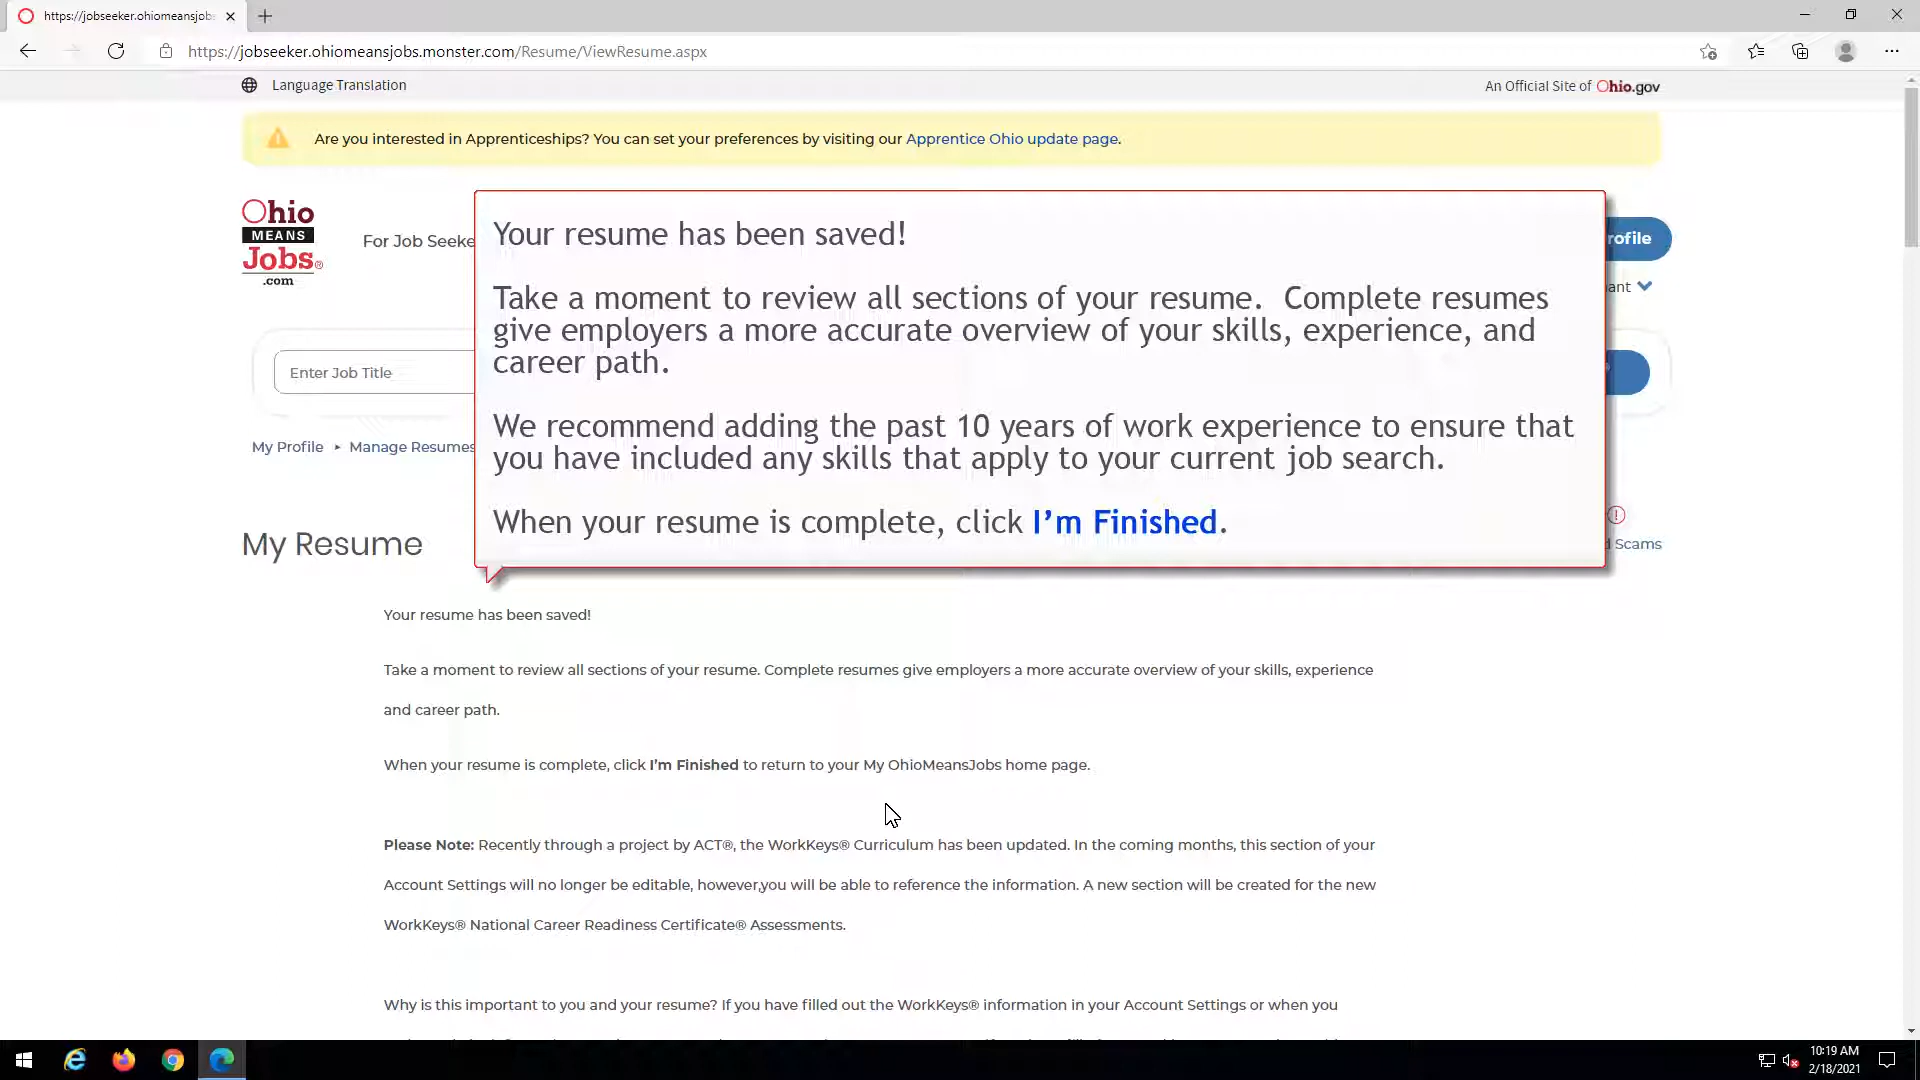 https://jobseeker.ohiomeansjobs
https://jobseeker.ohiomeansjobs.monster.com/Resume/ViewResume.aspx
Language Translation
An Official Site of Ohio.gov
Are you interested in Apprenticeships? You can set your preferences by visiting our Apprentice Ohio update page.
Ohio
MEANS
Jobs®
.com
For Job Seeke
rofile
ant
Your resume has been saved!
Take a moment to review all sections of your resume. Complete resumes
give employers a more accurate overview of your skills, experience, and
career path.
We recommend adding the past 10 years of work experience to ensure that
you have included any skills that apply to your current job search.
When your resume is complete, click I'm Finished.
Enter Job Title
My Profile ▸ Manage Resumes
My Resume
d Scams
Your resume has been saved!
Take a moment to review all sections of your resume. Complete resumes give employers a more accurate overview of your skills, experience
and career path.
When your resume is complete, click I'm Finished to return to your My OhioMeansJobs home page.
Please Note: Recently through a project by ACT®, the WorkKeys® Curriculum has been updated. In the coming months, this section of your
Account Settings will no longer be editable, however,you will be able to reference the information. A new section will be created for the new
WorkKeys® National Career Readiness Certificate® Assessments.
Why is this important to you and your resume? If you have filled out the WorkKeys® information in your Account Settings or when you
10:19 AM
2/18/2021